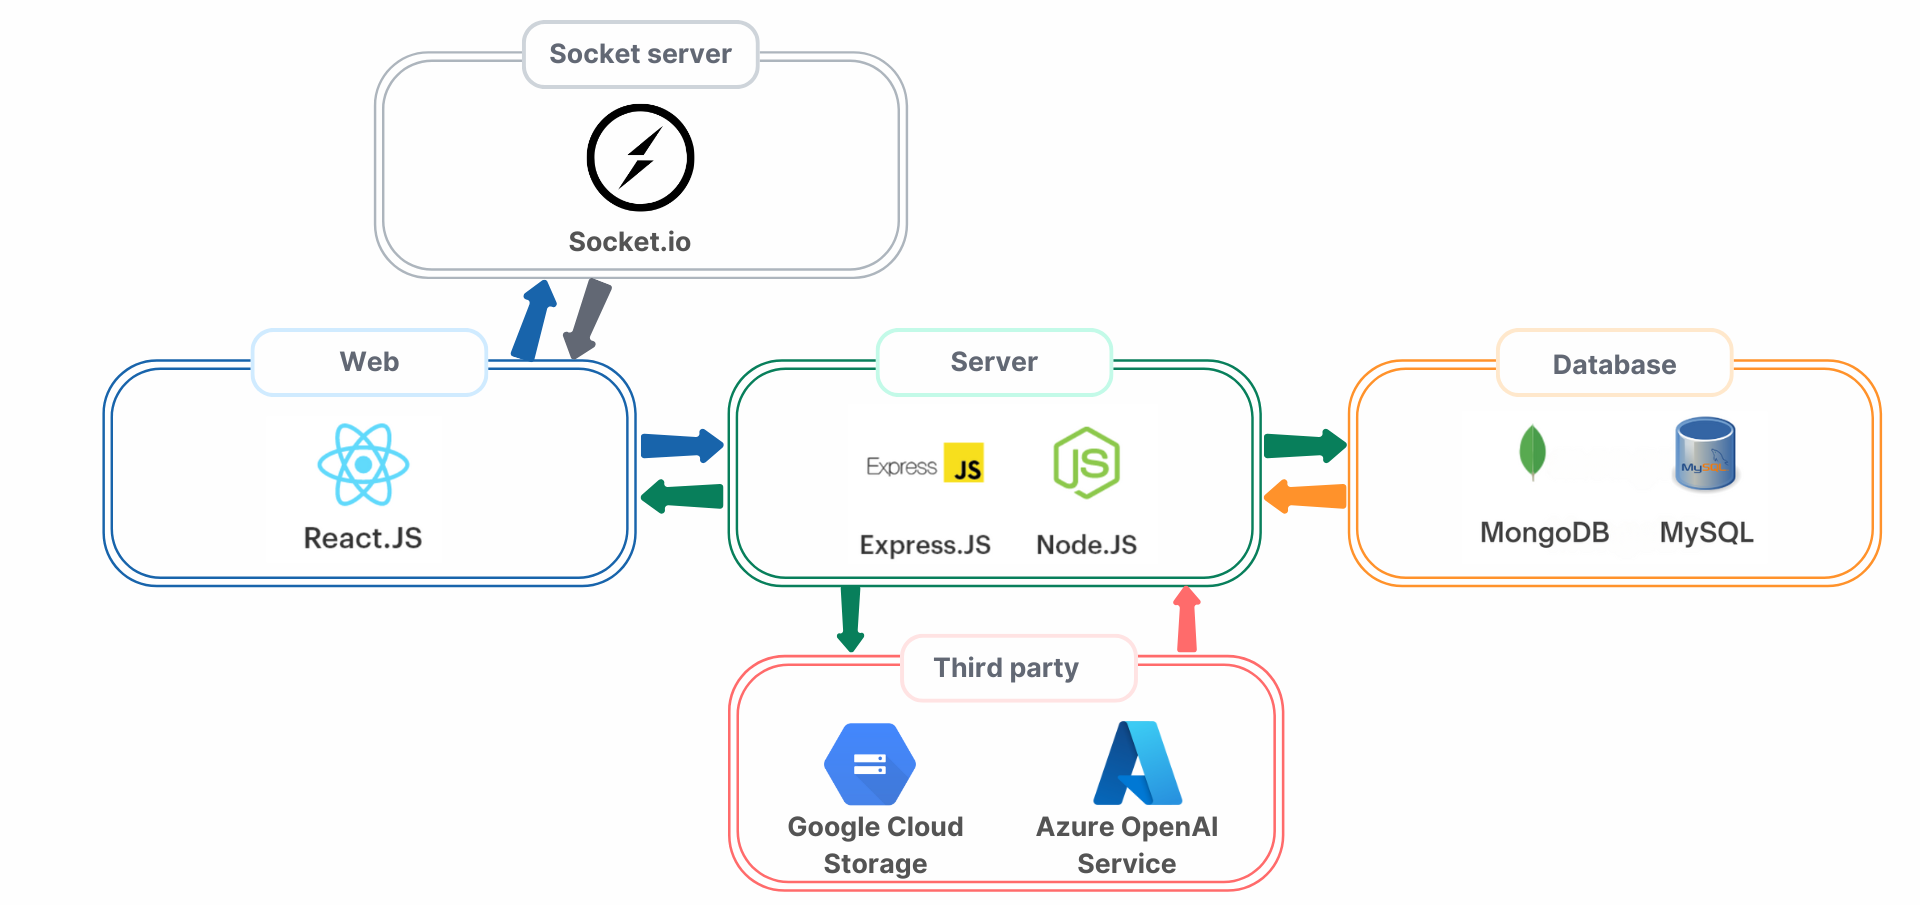 Socket server
Socket.io
Web
React.JS
Server
Express JS
JS
Express.JS
Node.JS
Database
MySQL
MongoDB
MySQL
Third party
Google Cloud
Storage
Azure OpenAI
Service